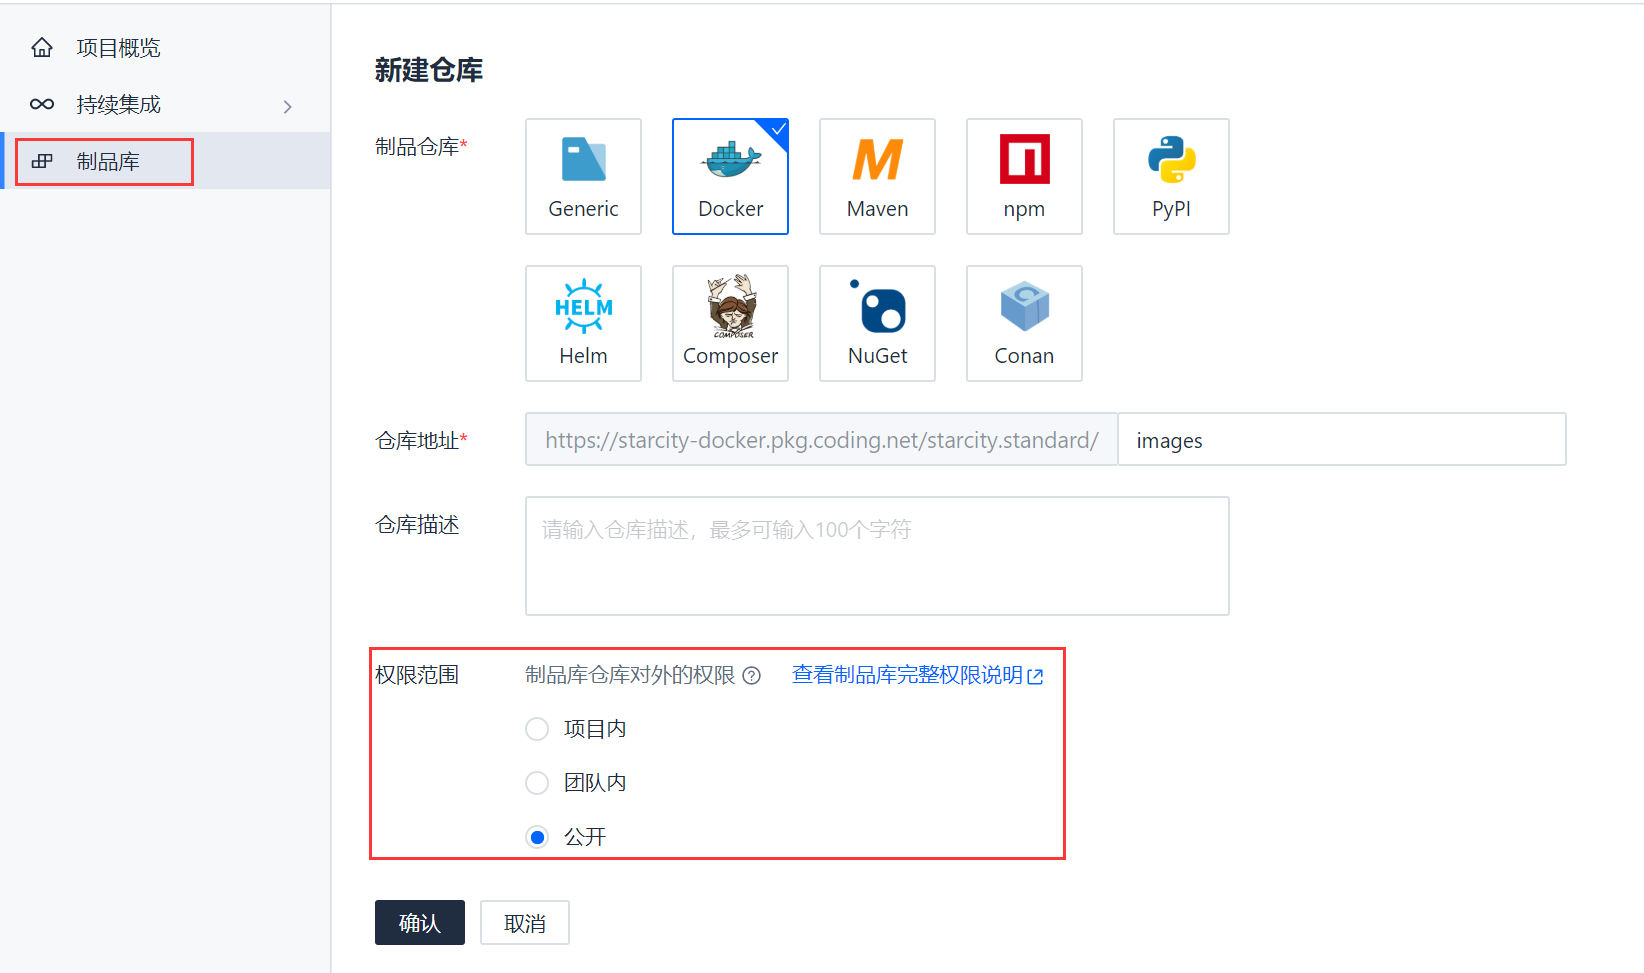 项目概览
持续集成
制品库
新建仓库
制品仓库*
Generic
Docker
Maven
npm
PyPI
HELM
Helm
COMPOSER
Composer
NuGet
Conan
仓库地址*
https://starcity-docker.pkg.coding.net/starcity.standard/ images
仓库描述
请输入仓库描述，最多可输入100个字符
权限范围
制品库仓库对外的权限 ? 查看制品库完整权限说明
项目内
团队内
公开
确认
取消